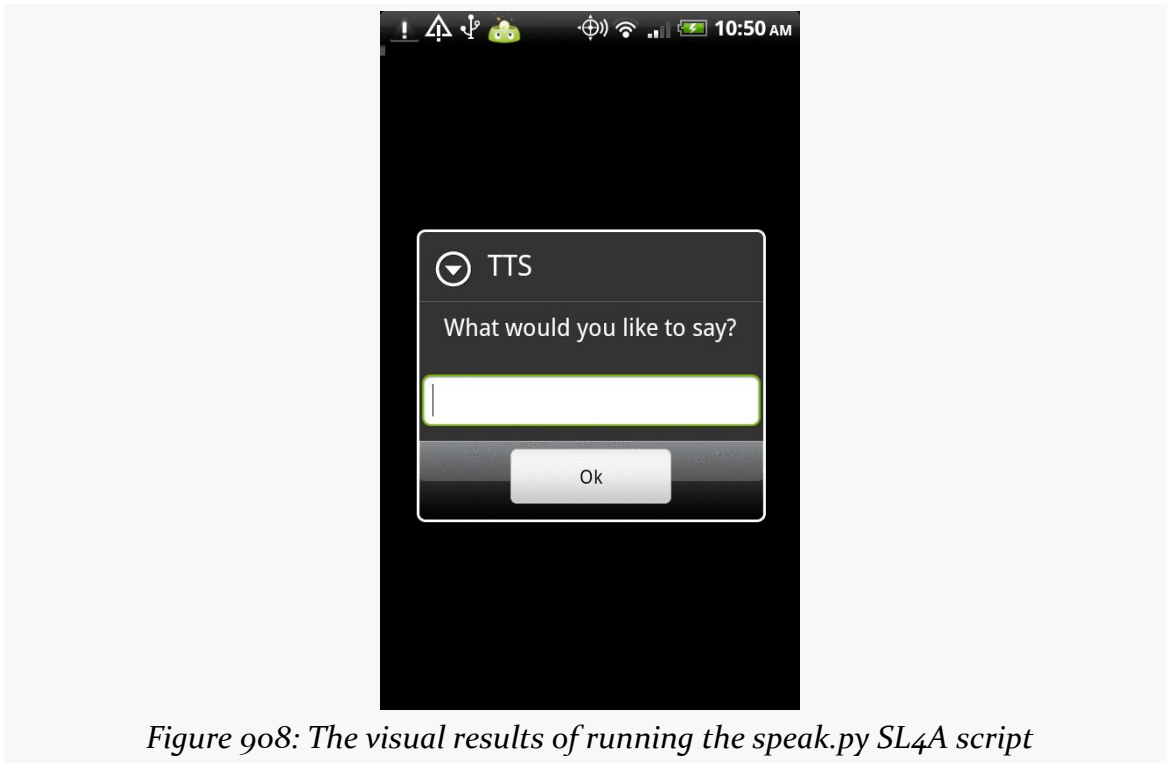 10:50 AM
TTS
What would you like to say?
Ok
Figure 908: The visual results of running the speak.py SL4A script